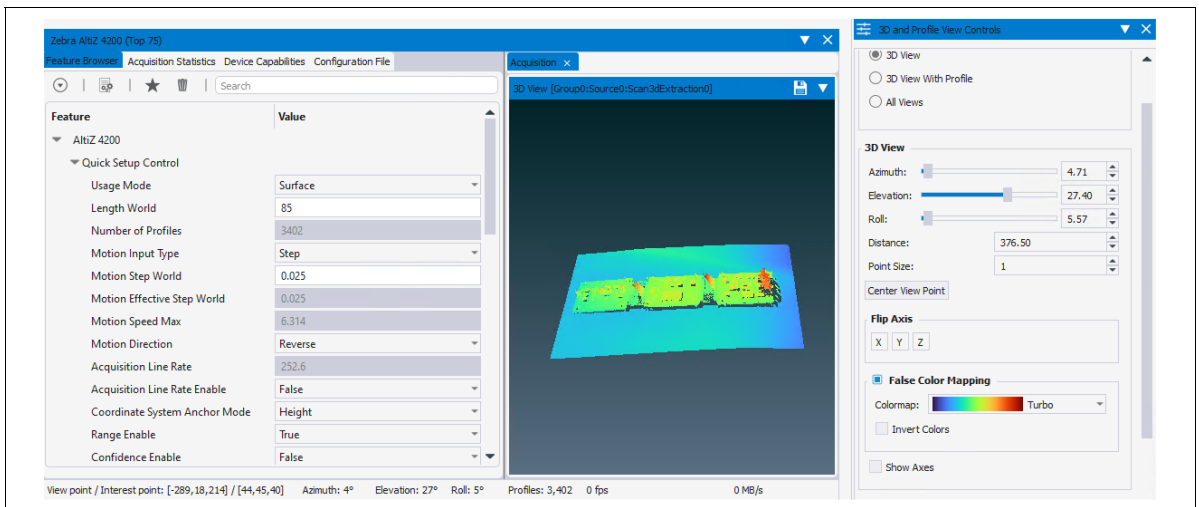 Zebra AltiZ 4200 (Top 75)
Feature Browser Acquisition Statistics Device Capabilities Configuration File
Search
Feature Value
AltiZ 4200
Quick Setup Control
Usage Mode Surface
Length World 85
Number of Profiles 3402
Motion Input Type Step
Motion Step World 0.025
Motion Effective Step World 0.025
Motion Speed Max 6.314
Motion Direction Reverse
Acquisition Line Rate 252.6
Acquisition Line Rate Enable False
Coordinate System Anchor Mode Height
Range Enable True
Confidence Enable False
Acquisition ×
3D View [Group0:Source0:Scan3dExtraction0]
View point / Interest point: [-289,18,214] / [44,45,40] Azimuth: 4° Elevation: 27° Roll: 5° Profiles: 3,402 0 fps 0 MB/s
3D and Profile View Controls
3D View
3D View With Profile
All Views
3D View
Azimuth: 4.71
Elevation: 27.40
Roll: 5.57
Distance: 376.50
Point Size: 1
Center View Point
Flip Axis
X Y Z
False Color Mapping
Colormap: Turbo
Invert Colors
Show Axes